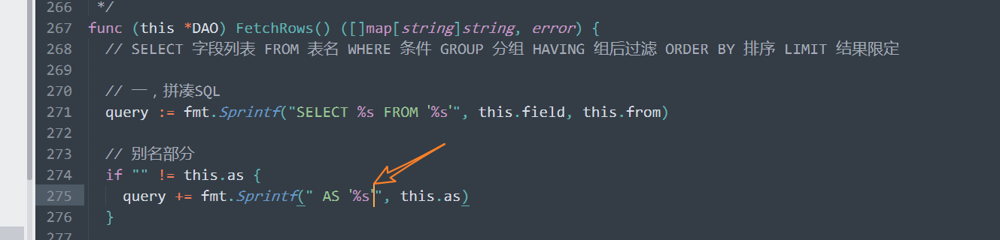 266 */
267 func (this *DAO) FetchRows() ([]map[string]string, error) {
268 // SELECT 字段列表 FROM 表名 WHERE 条件 GROUP 分组 HAVING 组后过滤 ORDER BY 排序 LIMIT 结果限定
269
270 // 一，拼凑SQL
271 query := fmt.Sprintf("SELECT %s FROM '%s'", this.field, this.from)
272
273 // 别名部分
274 if "" != this.as {
275 query += fmt.Sprintf(" AS '%s'", this.as)
276 }
277